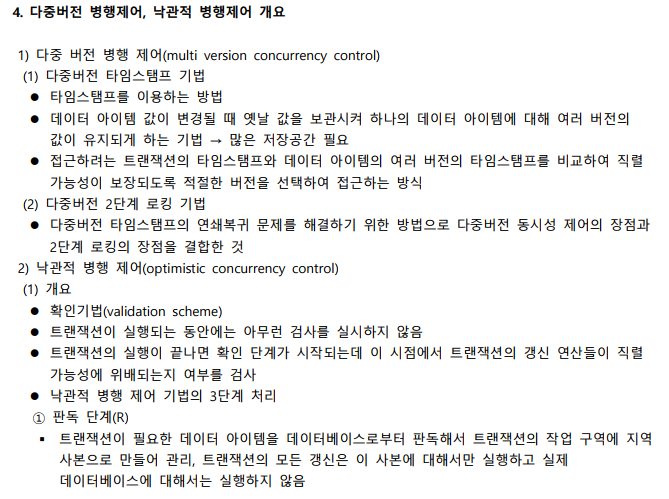 4. 다중버전 병행제어, 낙관적 병행제어 개요
1) 다중 버전 병행 제어(multi version concurrency control)
(1) 다중버전 타임스탬프 기법
● 타임스탬프를 이용하는 방법
● 데이터 아이템 값이 변경될 때 옛날 값을 보관시켜 하나의 데이터 아이템에 대해 여러 버전의
값이 유지되게 하는 기법 → 많은 저장공간 필요
● 접근하려는 트랜잭션의 타임스탬프와 데이터 아이템의 여러 버전의 타임스탬프를 비교하여 직렬
가능성이 보장되도록 적절한 버전을 선택하여 접근하는 방식
(2) 다중버전 2단계 로킹 기법
● 다중버전 타임스탬프의 연쇄복귀 문제를 해결하기 위한 방법으로 다중버전 동시성 제어의 장점과
2단계 로킹의 장점을 결합한 것
2) 낙관적 병행 제어(optimistic concurrency control)
(1) 개요
● 확인기법(validation scheme)
● 트랜잭션이 실행되는 동안에는 아무런 검사를 실시하지 않음
● 트랜잭션의 실행이 끝나면 확인 단계가 시작되는데 이 시점에서 트랜잭션의 갱신 연산들이 직렬
가능성에 위배되는지 여부를 검사
● 낙관적 병행 제어 기법의 3단계 처리
① 판독 단계(R)
▪ 트랜잭션이 필요한 데이터 아이템을 데이터베이스로부터 판독해서 트랜잭션의 작업 구역에 지역
사본으로 만들어 관리, 트랜잭션의 모든 갱신은 이 사본에 대해서만 실행하고 실제
데이터베이스에 대해서는 실행하지 않음